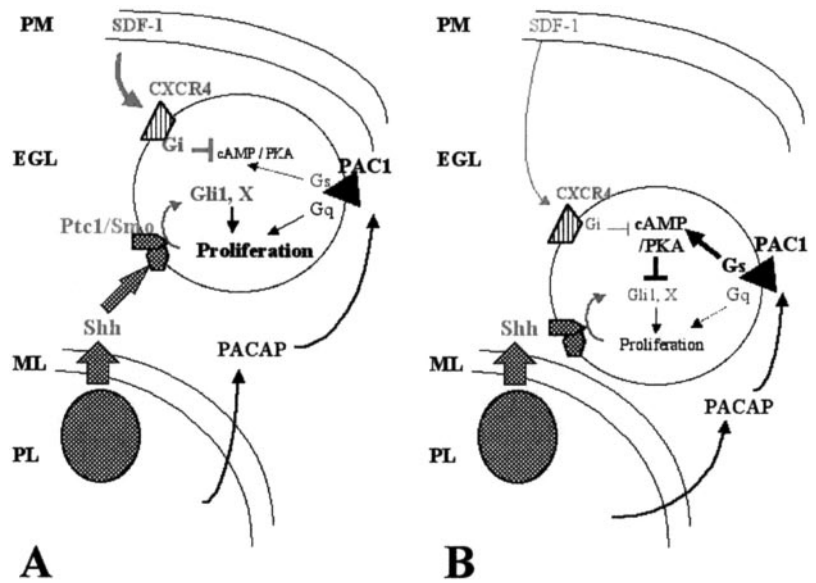 PM
SDF-1
CXCR4
EGL
Gi
cAMP / PKA
PAC1
Gs
Gli1, X
Gq
Ptc1/Smo
Proliferation
Shh
PACAP
ML
PL
A
PM
SDF-1
EGL
CXCR4
Gi
cAMP
/PKA
PAC1
Gs
Gli1, X
Gq
Shh
Proliferation
ML
PACAP
PL
B